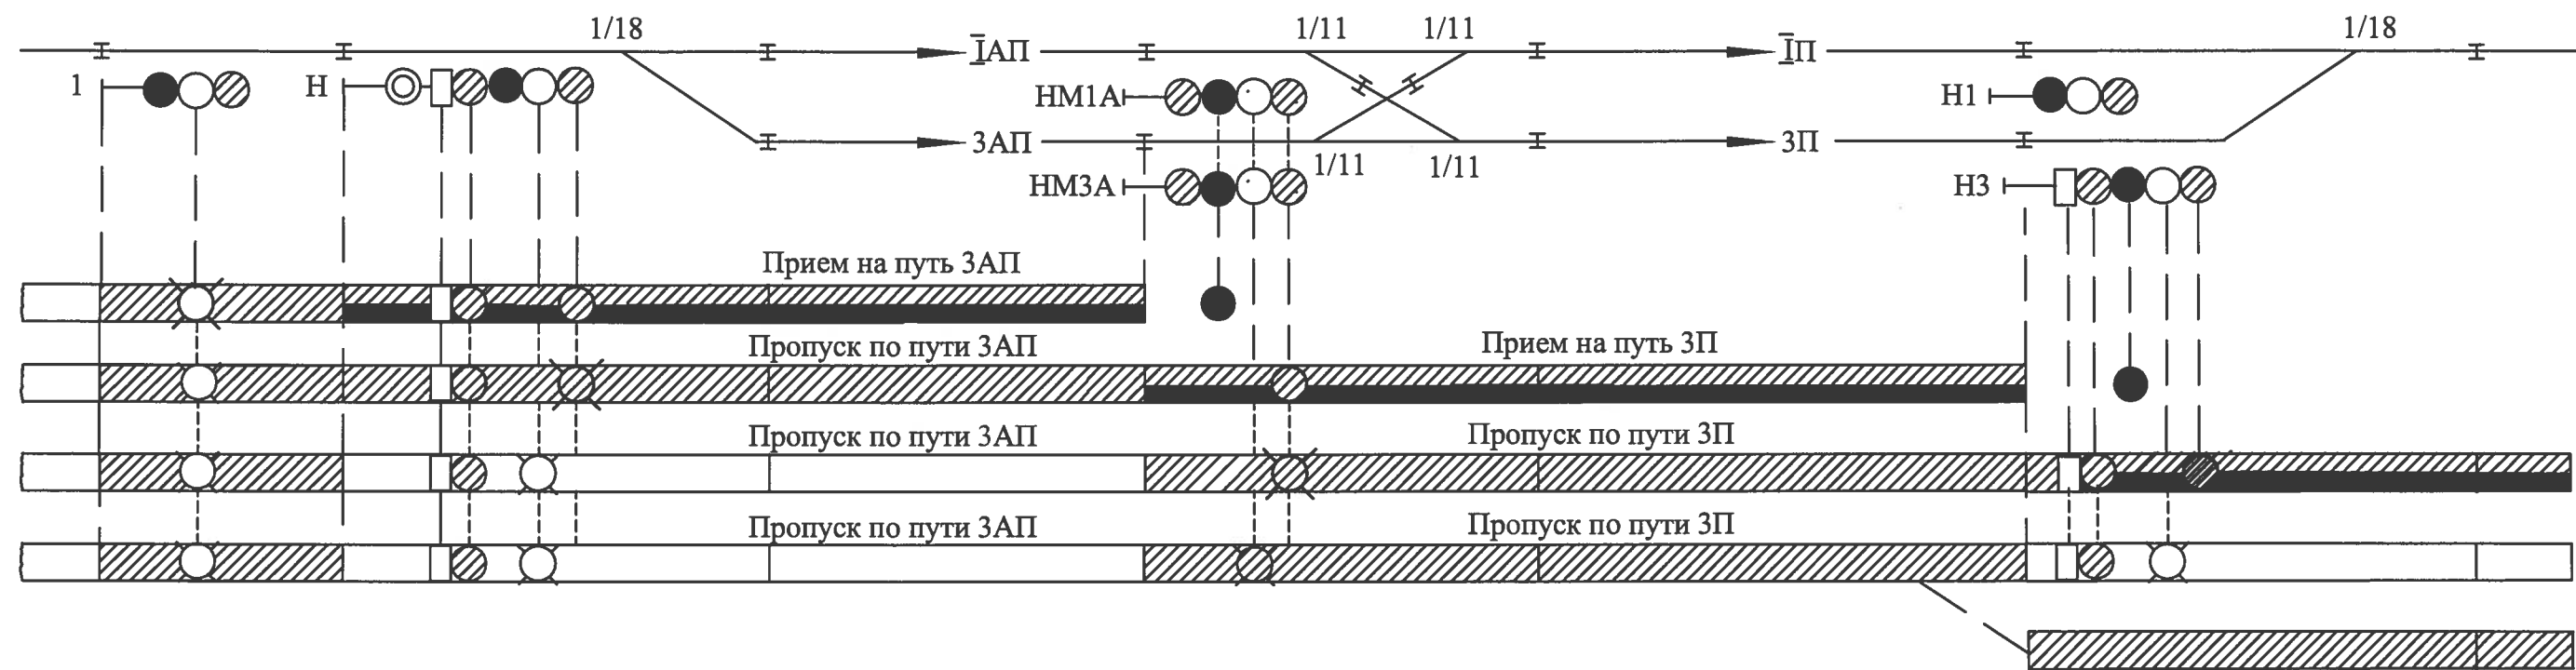 1/18 1/11 1/11 1/18
IАП IП
1 Н НМ1А Н1
3АП 3П
1/11 1/11
НМ3А Н3
Прием на путь 3АП
Пропуск по пути 3АП Прием на путь 3П
Пропуск по пути 3АП Пропуск по пути 3П
Пропуск по пути 3АП Пропуск по пути 3П